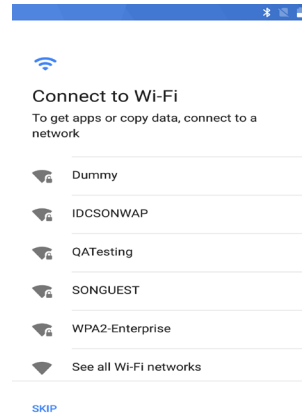 Connect to Wi-Fi
To get apps or copy data, connect to a
network
Dummy
IDCSONWAP
QATesting
SONGUEST
WPA2-Enterprise
See all Wi-Fi networks
SKIP